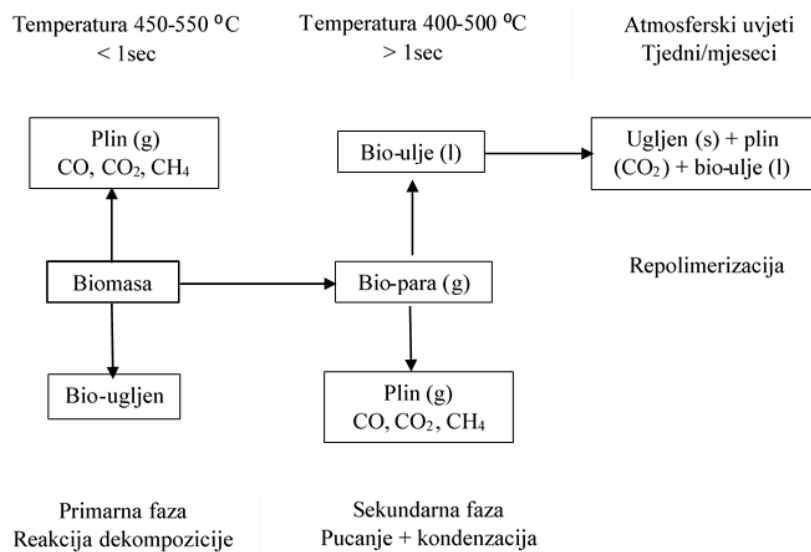 Temperatura 450-550 ⁰C
< 1sec
Temperatura 400-500 ⁰C
> 1sec
Atmosferski uvjeti
Tjedni/mjeseci
Plin (g)
CO, CO₂, CH₄
Bio-ulje (l)
Ugljen (s) + plin
(CO₂) + bio-ulje (l)
Biomasa
Bio-para (g)
Repolimerizacija
Bio-ugljen
Plin (g)
CO, CO₂, CH₄
Primarna faza
Reakcija dekompozicije
Sekundarna faza
Pucanje + kondenzacija